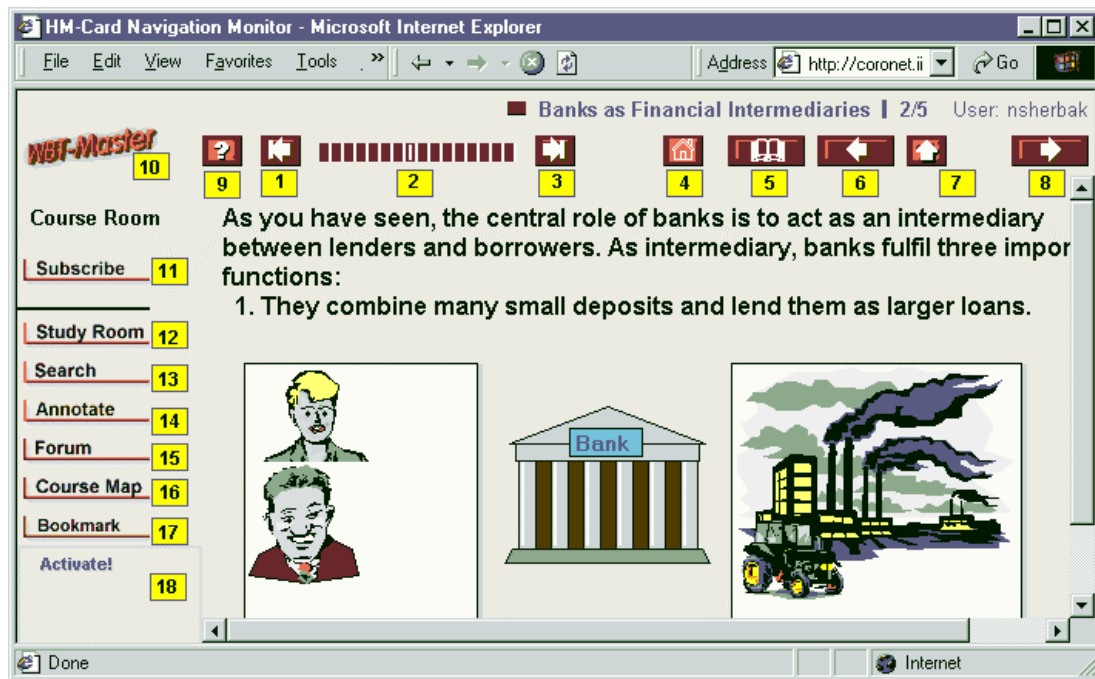 HM-Card Navigation Monitor - Microsoft Internet Explorer
File Edit View Favorites Tools » Address http://coronet.ii Go
Banks as Financial Intermediaries | 2/5 User: nsherbak
WBT-Master
10
9 1 2 3 4 5 6 7 8
Course Room
Subscribe 11
Study Room 12
Search 13
Annotate 14
Forum 15
Course Map 16
Bookmark 17
Activate!
18
As you have seen, the central role of banks is to act as an intermediary
between lenders and borrowers. As intermediary, banks fulfil three impor
functions:
1. They combine many small deposits and lend them as larger loans.
Bank
Done Internet